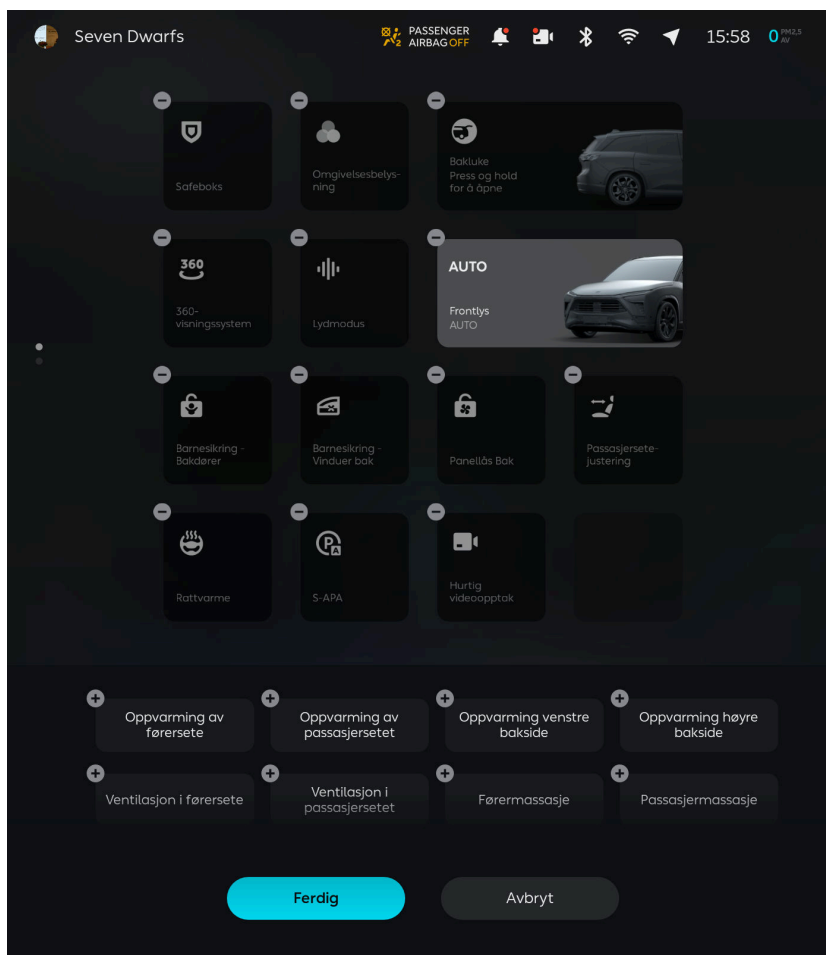 Seven Dwarfs
PASSENGER
AIRBAG OFF
2
15:58
0 PM2,5
AV
Safeboks
Omgivelsesbelys-
ning
Bakluke
Press og hold
for å åpne
360
360-
visningssystem
Lydmodus
AUTO
Frontlys
AUTO
Barnesikring -
Bakdører
Barnesikring -
Vinduer bak
Panellås Bak
Passasjersete-
justering
Rattvarme
P
A
S-APA
Hurtig
videoopptak
Oppvarming av
førersete
Oppvarming av
passasjersetet
Oppvarming venstre
bakside
Oppvarming høyre
bakside
Ventilasjon i førersete
Ventilasjon i
passasjersetet
Førermassasje
Passasjermassasje
Ferdig
Avbryt